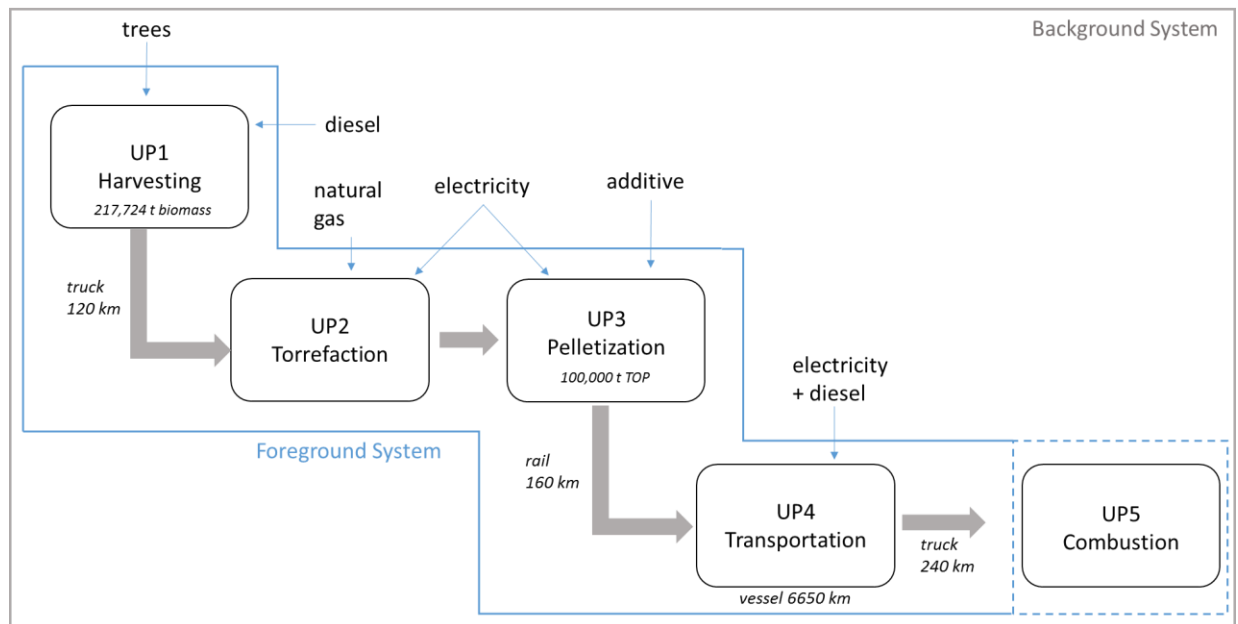 trees
Background System
diesel
UP1
Harvesting
217,724 t biomass
natural
gas
electricity
additive
truck
120 km
UP2
Torrefaction
UP3
Pelletization
100,000 t TOP
electricity
+ diesel
Foreground System
rail
160 km
UP4
Transportation
vessel 6650 km
truck
240 km
UP5
Combustion